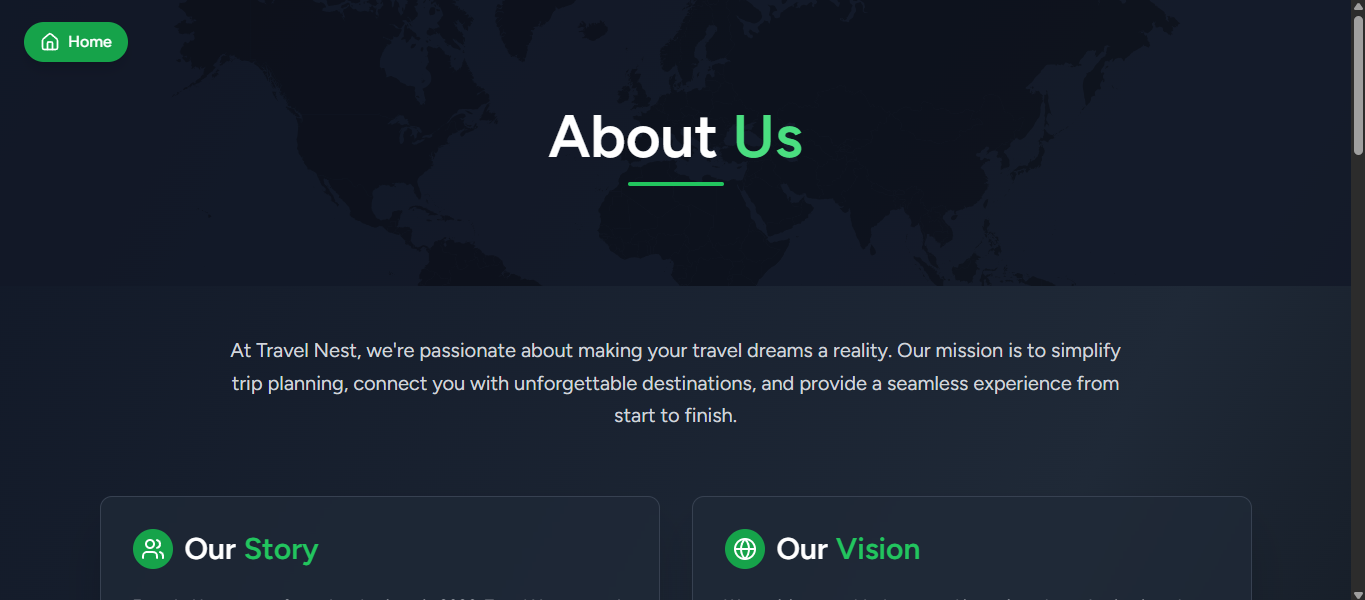 Home
About Us
At Travel Nest, we're passionate about making your travel dreams a reality. Our mission is to simplify
trip planning, connect you with unforgettable destinations, and provide a seamless experience from
start to finish.
Our Story
Our Vision